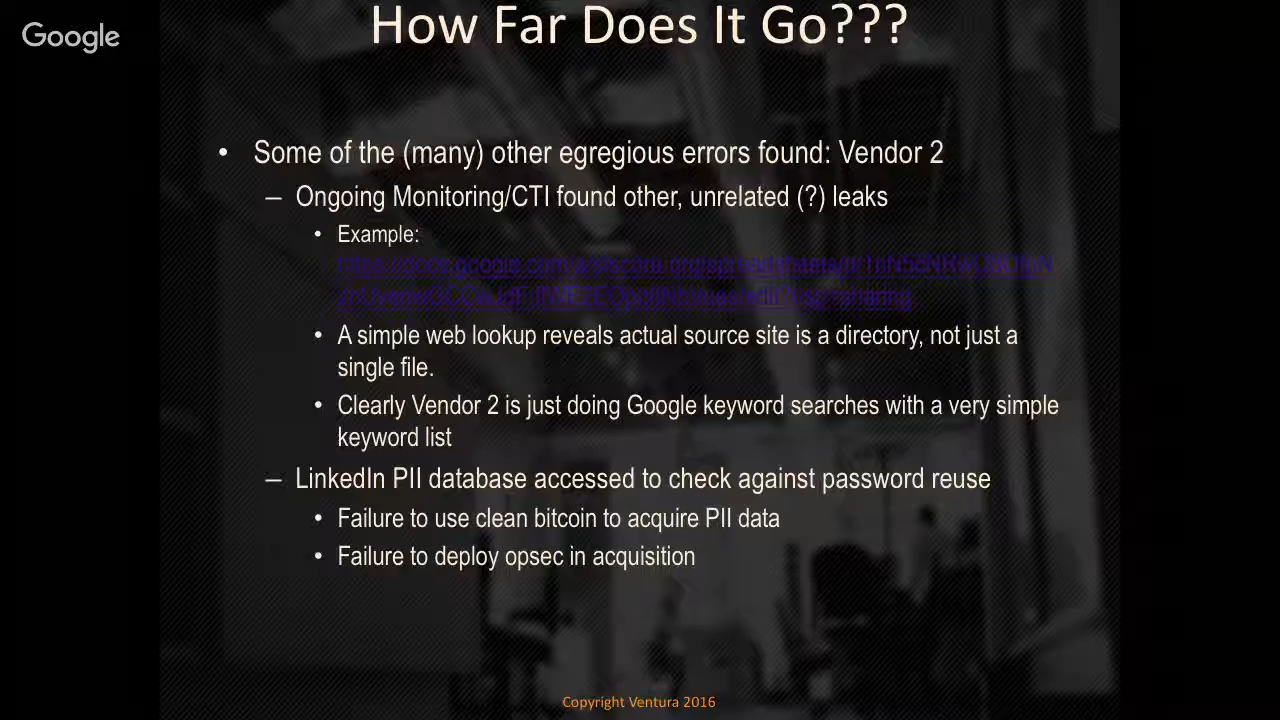 Google
How Far Does It Go???
• Some of the (many) other egregious errors found: Vendor 2
– Ongoing Monitoring/CTI found other, unrelated (?) leaks
• Example:
• A simple web lookup reveals actual source site is a directory, not just a
single file.
• Clearly Vendor 2 is just doing Google keyword searches with a very simple
keyword list
– LinkedIn PII database accessed to check against password reuse
• Failure to use clean bitcoin to acquire PII data
• Failure to deploy opsec in acquisition
Copyright Ventura 2016